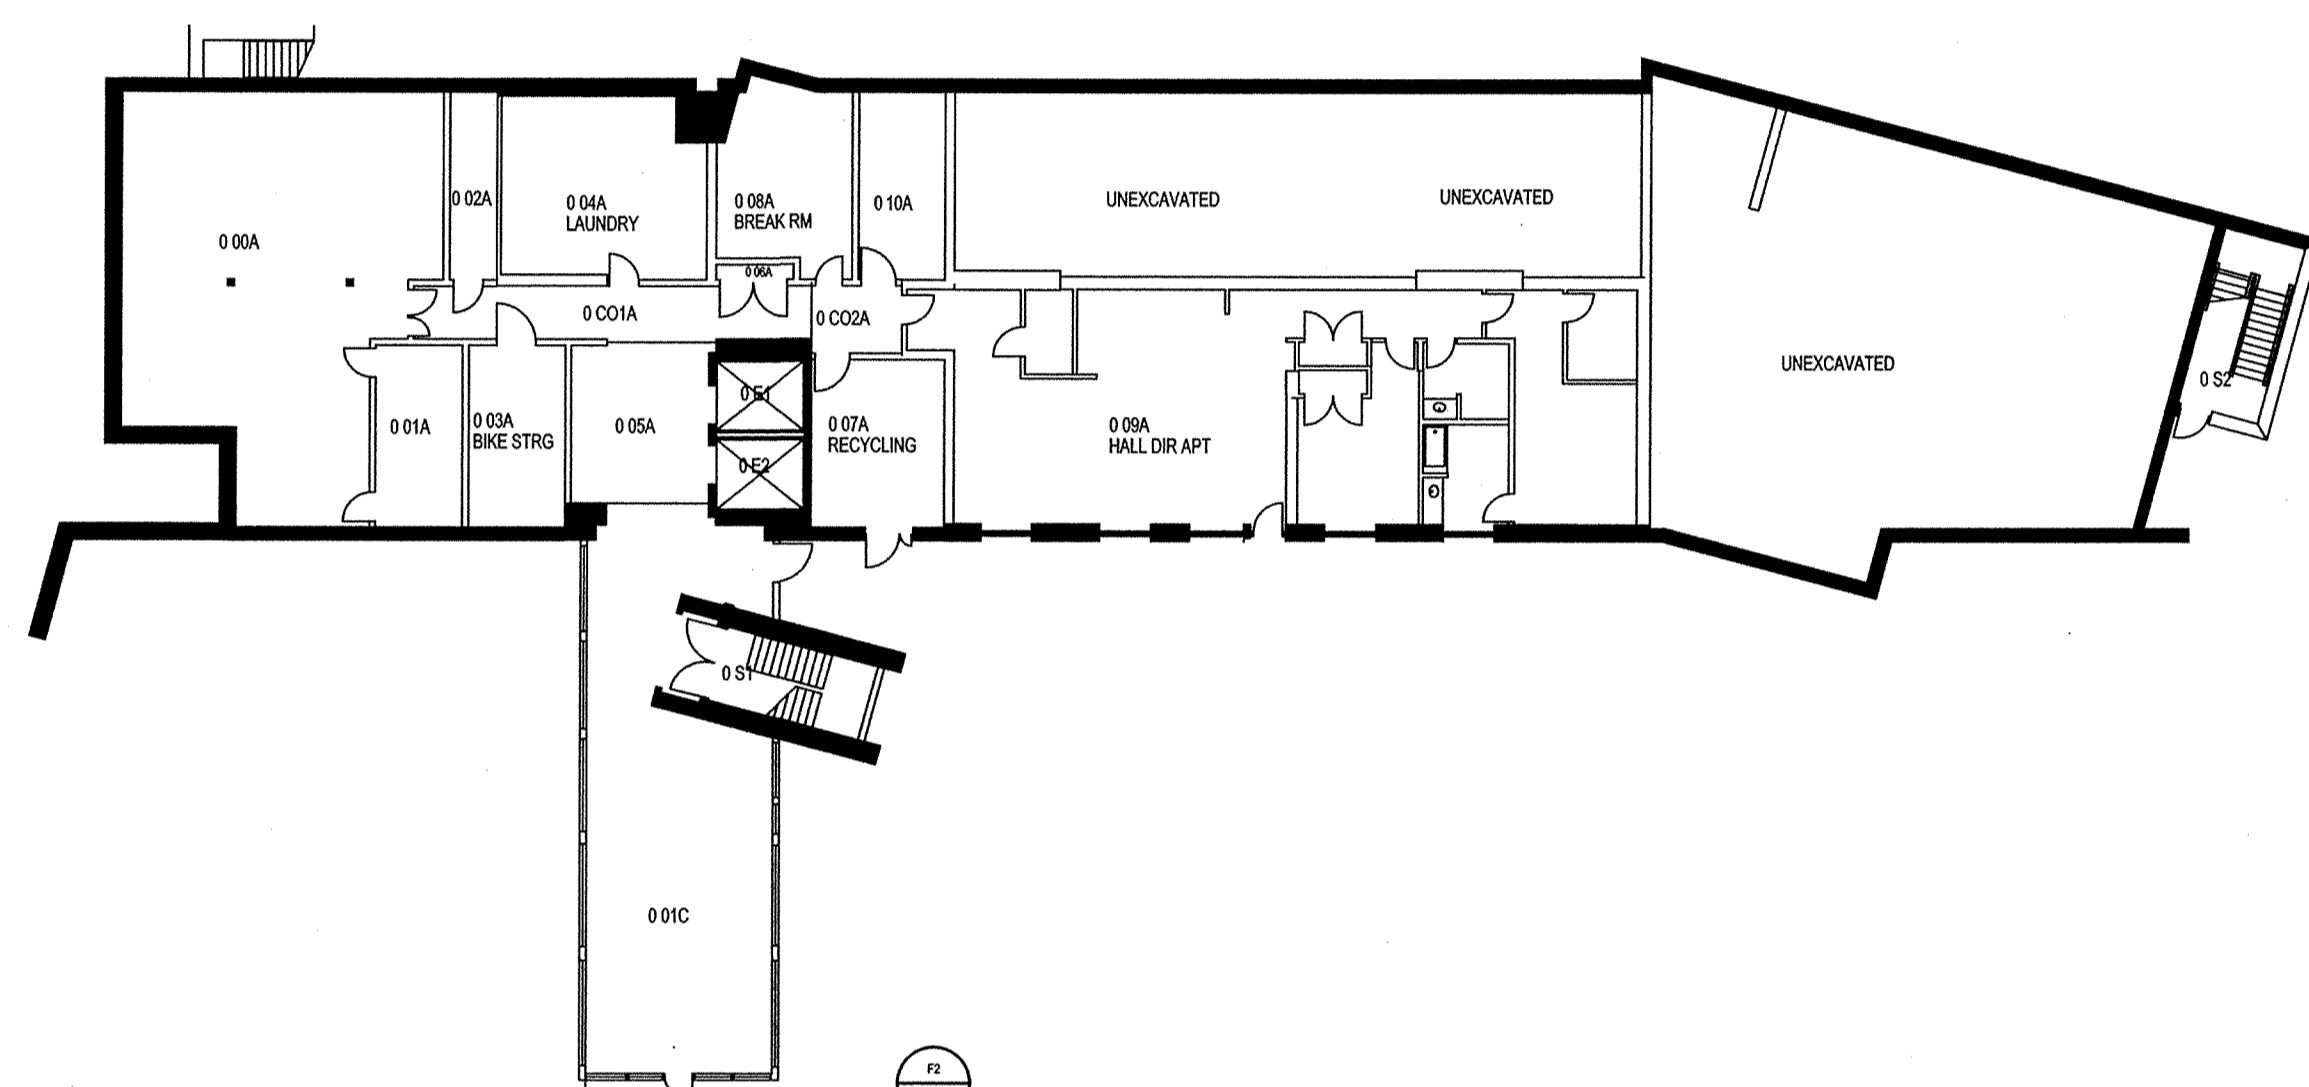 0 02A
0 04A
LAUNDRY
0 08A
BREAK RM
0 10A
UNEXCAVATED
UNEXCAVATED
0 00A
0 06A
0 CO1A
0 CO2A
UNEXCAVATED
0 S2
0 E1
0 01A
0 03A
BIKE STRG
0 05A
0 07A
RECYCLING
0 09A
HALL DIR APT
0 E2
0 S1
0 01C
F2